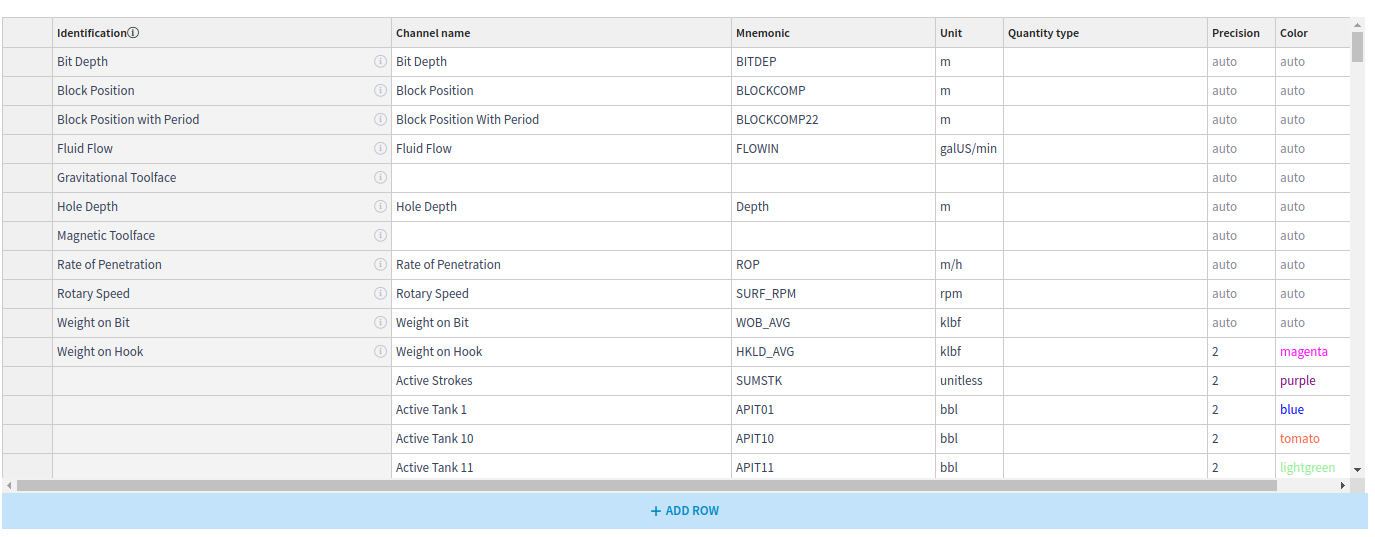 Identification Channel name Mnemonic Unit Quantity type Precision Color
Bit Depth Bit Depth BITDEP m auto auto
Block Position Block Position BLOCKCOMP m auto auto
Block Position with Period Block Position With Period BLOCKCOMP22 m auto auto
Fluid Flow Fluid Flow FLOWIN galUS/min auto auto
Gravitational Toolface auto auto
Hole Depth Hole Depth Depth m auto auto
Magnetic Toolface auto auto
Rate of Penetration Rate of Penetration ROP m/h auto auto
Rotary Speed Rotary Speed SURF_RPM rpm auto auto
Weight on Bit Weight on Bit WOB_AVG klbf auto auto
Weight on Hook Weight on Hook HKLD_AVG klbf 2 magenta
Active Strokes SUMSTK unitless 2 purple
Active Tank 1 APIT01 bbl 2 blue
Active Tank 10 APIT10 bbl 2 tomato
Active Tank 11 APIT11 bbl 2 lightgreen
+ ADD ROW